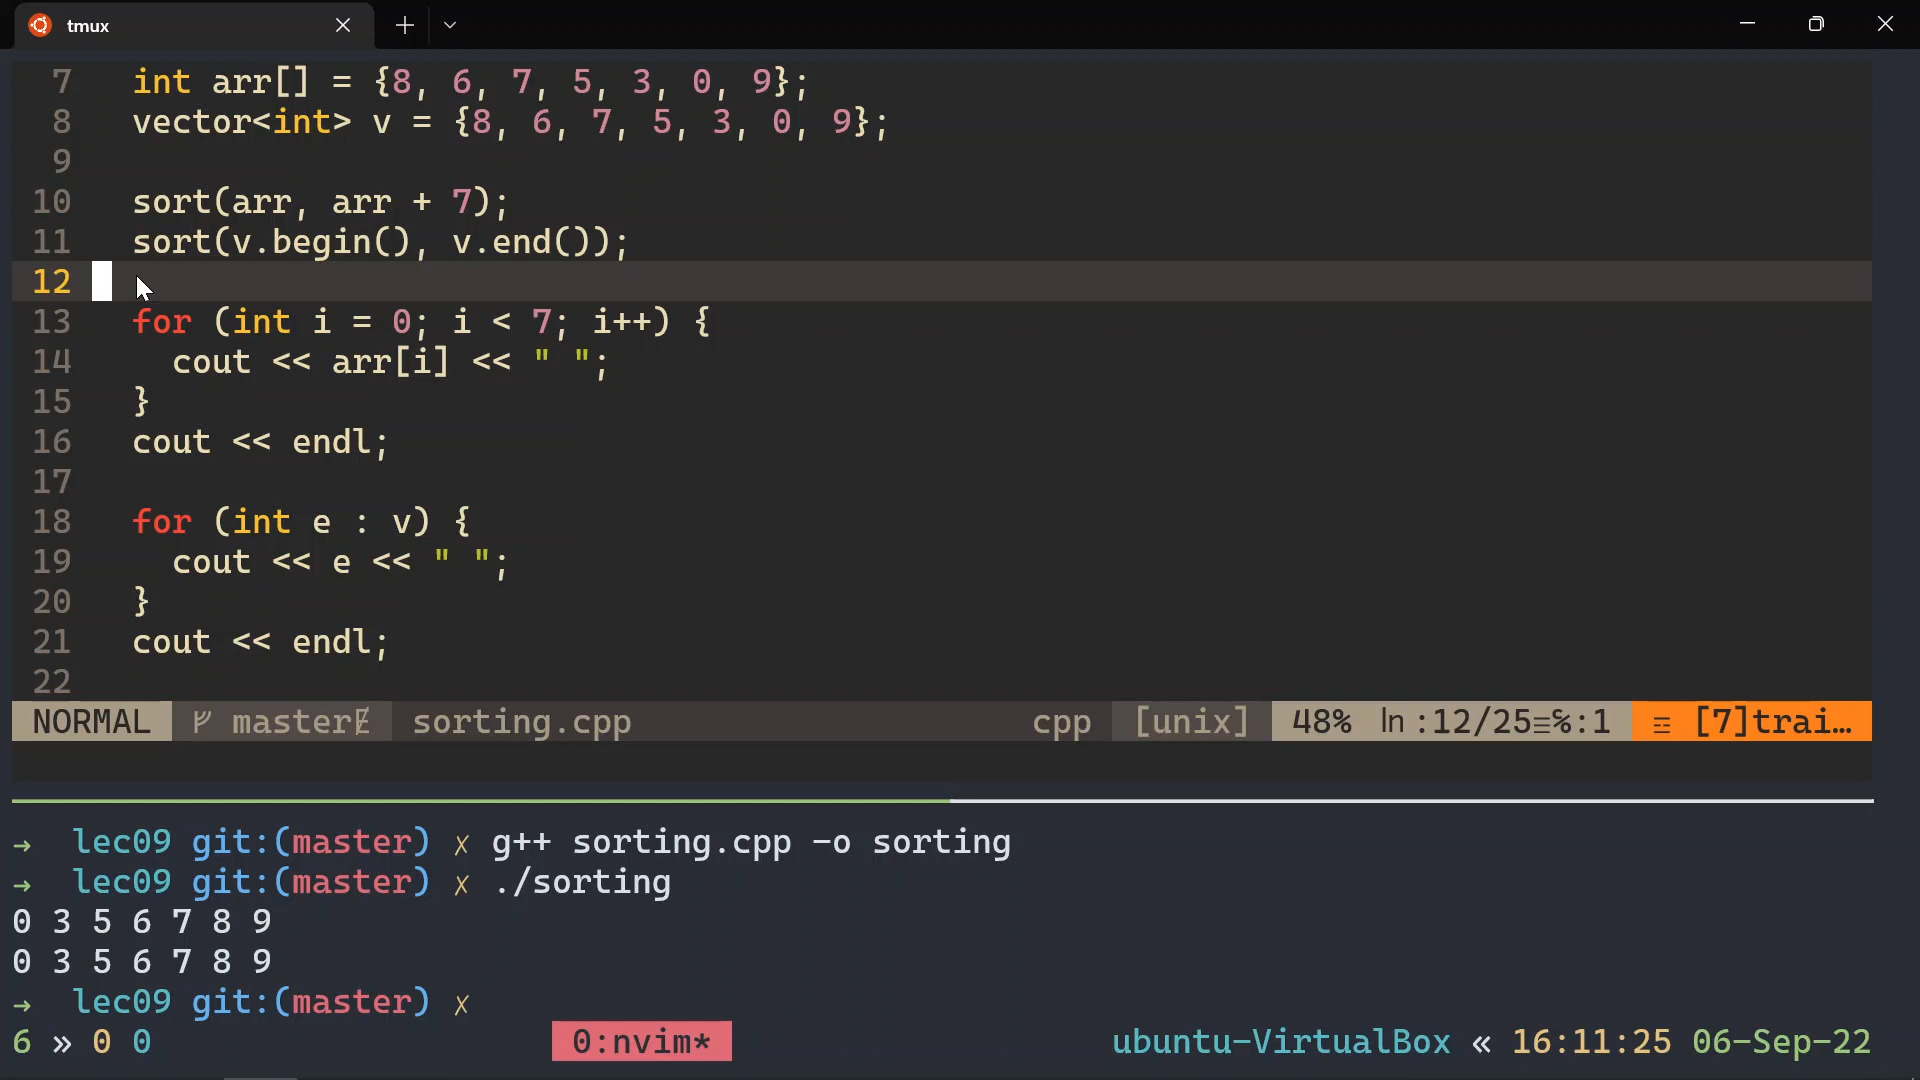 tmux
7 int arr[] = {8, 6, 7, 5, 3, 0, 9};
8 vector<int> v = {8, 6, 7, 5, 3, 0, 9};
9
10 sort(arr, arr + 7);
11 sort(v.begin(), v.end());
12
13 for (int i = 0; i < 7; i++) {
14 cout << arr[i] << " ";
15 }
16 cout << endl;
17
18 for (int e : v) {
19 cout << e << " ";
20 }
21 cout << endl;
22
NORMAL master sorting.cpp cpp [unix] 48% ln :12/25≡%:1 ☲ [7]trai…
→ lec09 git:(master) ✗ g++ sorting.cpp -o sorting
→ lec09 git:(master) ✗ ./sorting
0 3 5 6 7 8 9
0 3 5 6 7 8 9
→ lec09 git:(master) ✗
6 » 0 0 0:nvim* ubuntu-VirtualBox « 16:11:25 06-Sep-22